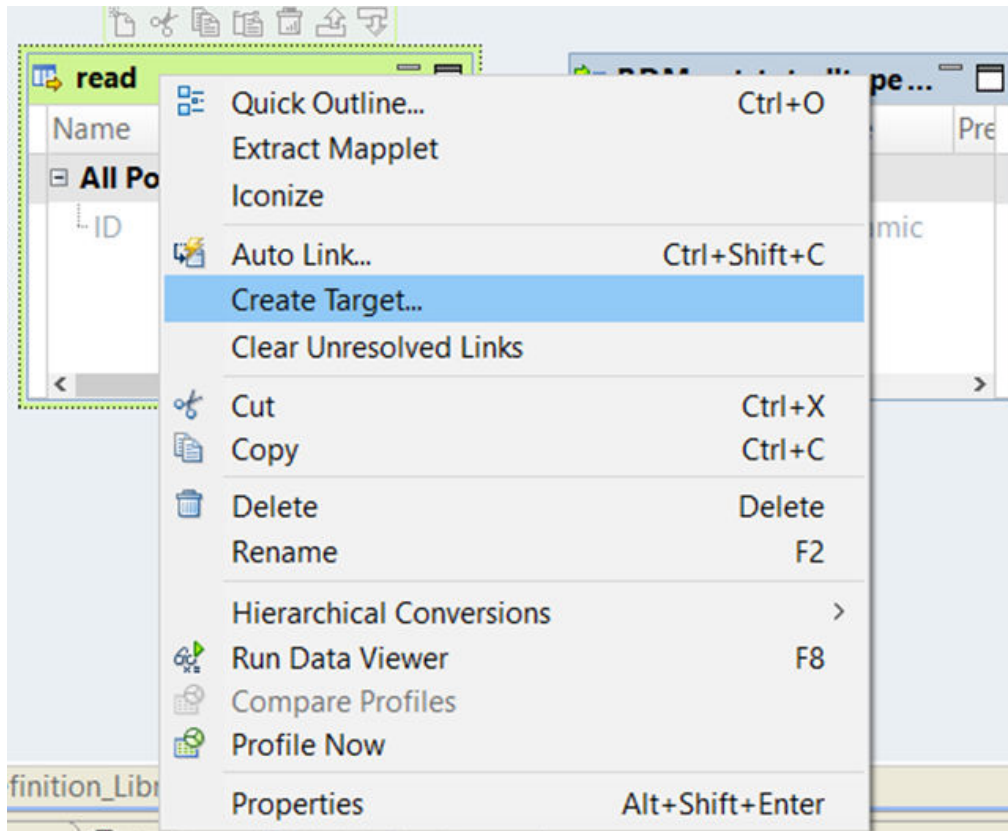 read
pe...
Name
Pre
All Po
ID
amic
Quick Outline... Ctrl+O
Extract Mapplet
Iconize
Auto Link... Ctrl+Shift+C
Create Target...
Clear Unresolved Links
Cut Ctrl+X
Copy Ctrl+C
Delete Delete
Rename F2
Hierarchical Conversions
Run Data Viewer F8
Compare Profiles
Profile Now
Properties Alt+Shift+Enter
finition_Libr